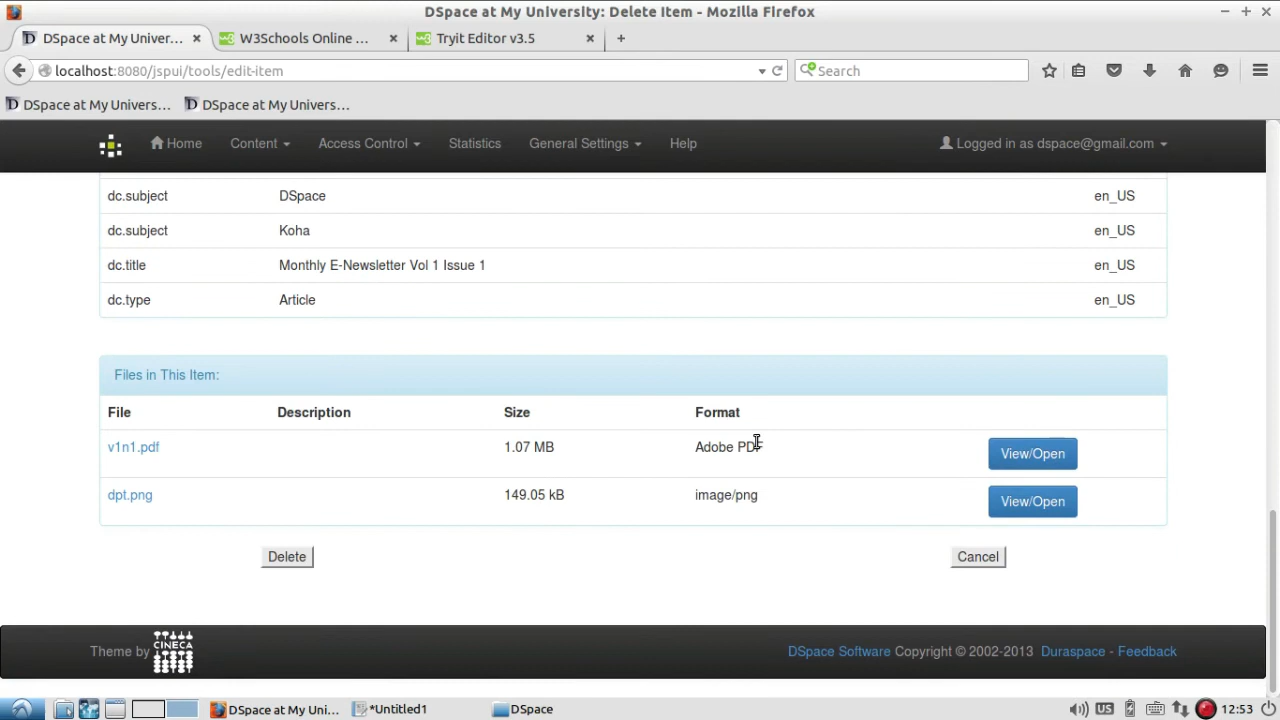 DSpace at My University: Delete Item - Mozilla Firefox
DSpace at My Univer...
W3Schools Online ...
Tryit Editor v3.5
localhost:8080/jspui/tools/edit-item
Search
DSpace at My Univers...
DSpace at My Univers...
Home
Content
Access Control
Statistics
General Settings
Help
Logged in as dspace@gmail.com
dc.subject DSpace en_US
dc.subject Koha en_US
dc.title Monthly E-Newsletter Vol 1 Issue 1 en_US
dc.type Article en_US
Files in This Item:
File Description Size Format
v1n1.pdf 1.07 MB Adobe PDF View/Open
dpt.png 149.05 kB image/png View/Open
Delete Cancel
Theme by CINECA
DSpace Software Copyright © 2002-2013 Duraspace - Feedback
DSpace at My Uni...
*Untitled1
DSpace
US
12:53